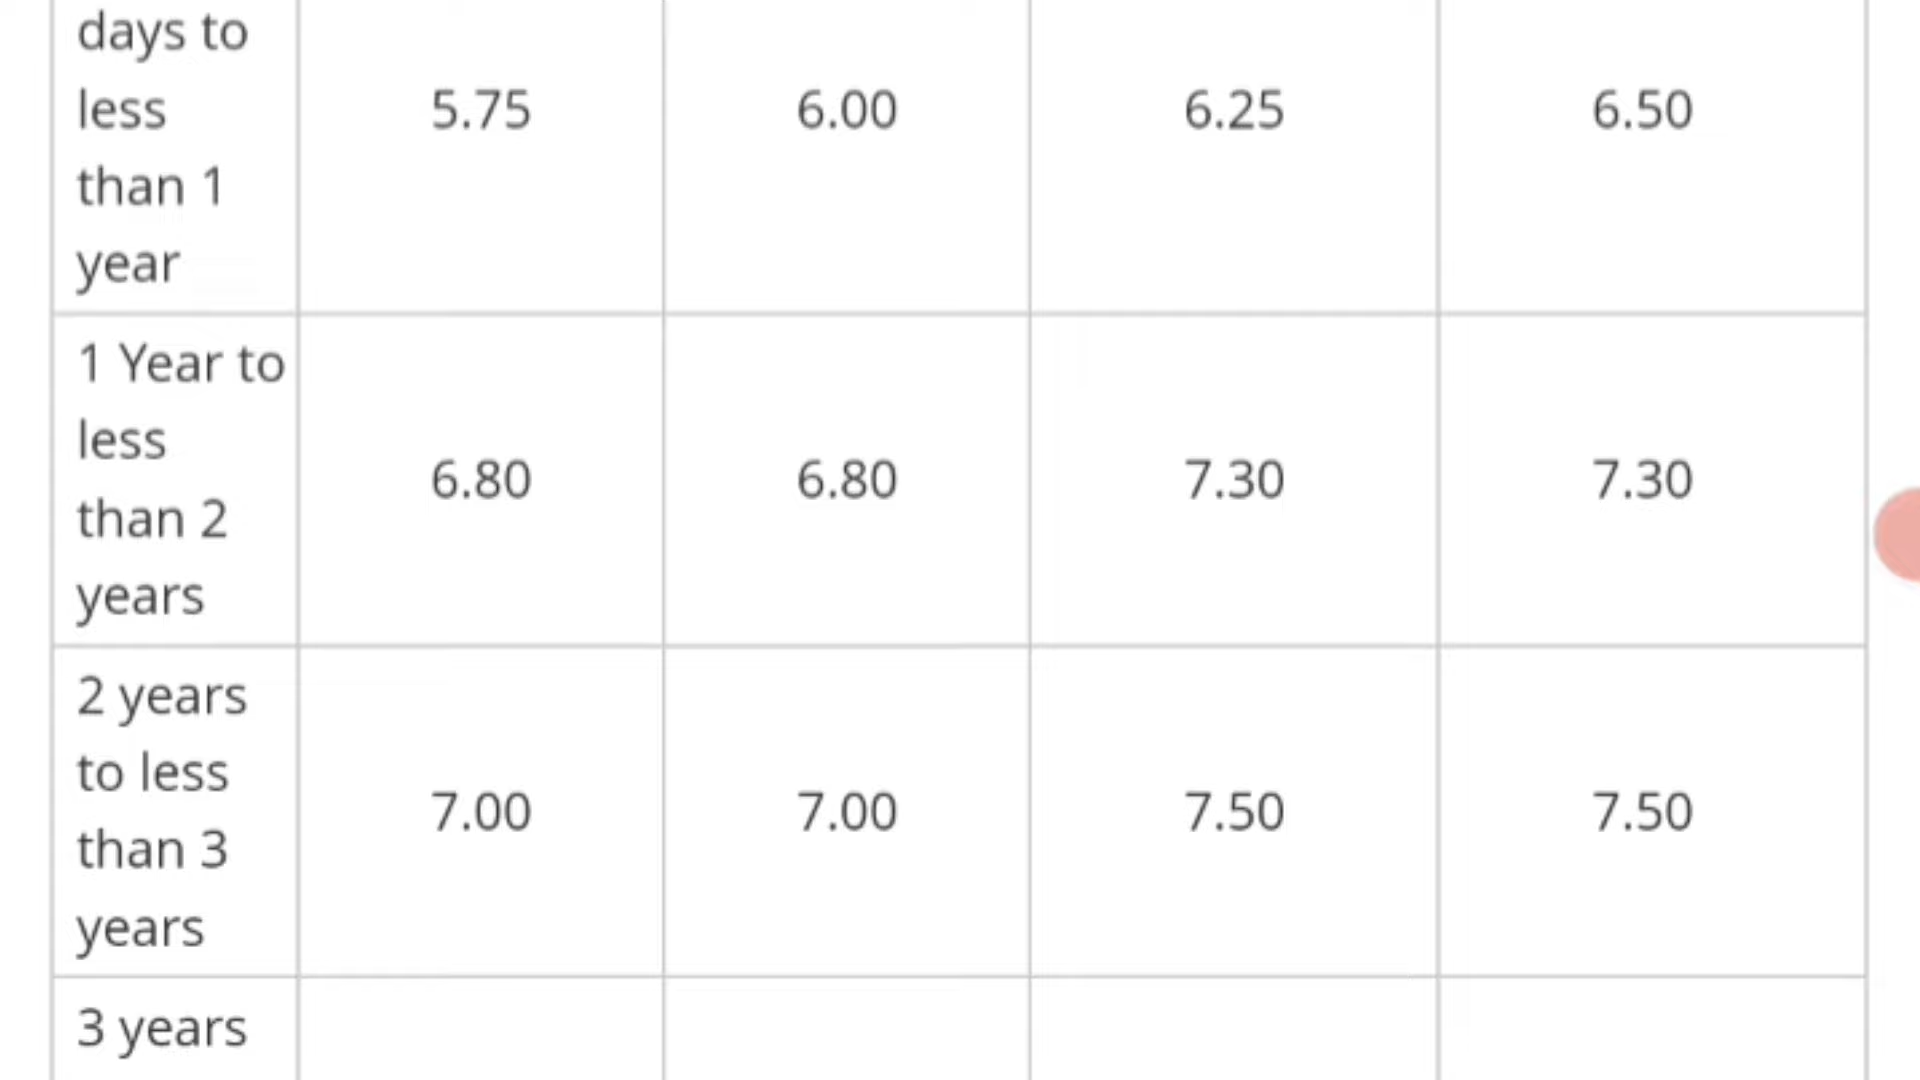 days to
less
than 1
year
5.75 6.00 6.25 6.50
1 Year to
less
than 2
years
6.80 6.80 7.30 7.30
2 years
to less
than 3
years
7.00 7.00 7.50 7.50
3 years